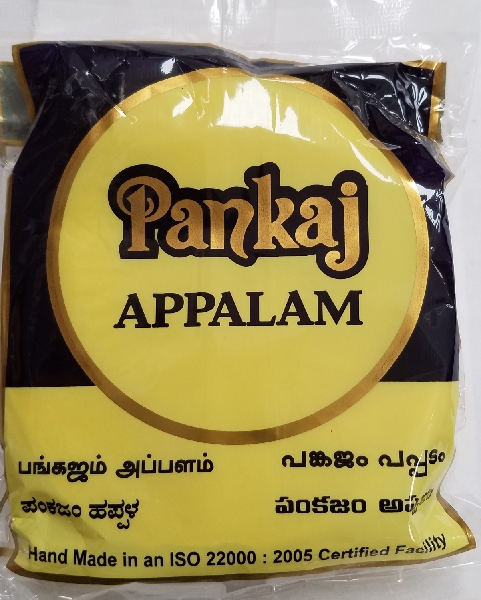 Pankaj
APPALAM
பங்கஜம் அப்பளம்
പങ്കജം പപ്പടം
ಪಂಕಜಂ ಹಪ್ಪಳ
పంకజం
Hand Made in an ISO 22000 : 2005 Certified Facility